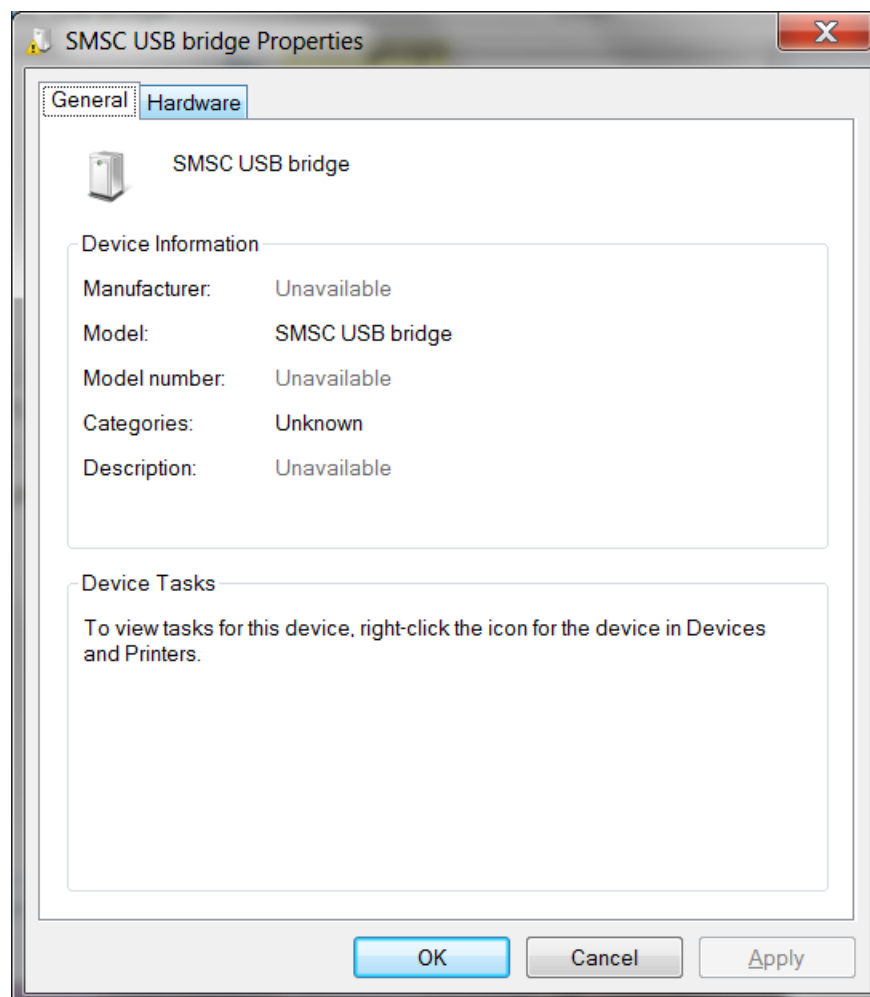 SMSC USB bridge Properties
General Hardware
SMSC USB bridge
Device Information
Manufacturer: Unavailable
Model: SMSC USB bridge
Model number: Unavailable
Categories: Unknown
Description: Unavailable
Device Tasks
To view tasks for this device, right-click the icon for the device in Devices
and Printers.
OK Cancel Apply